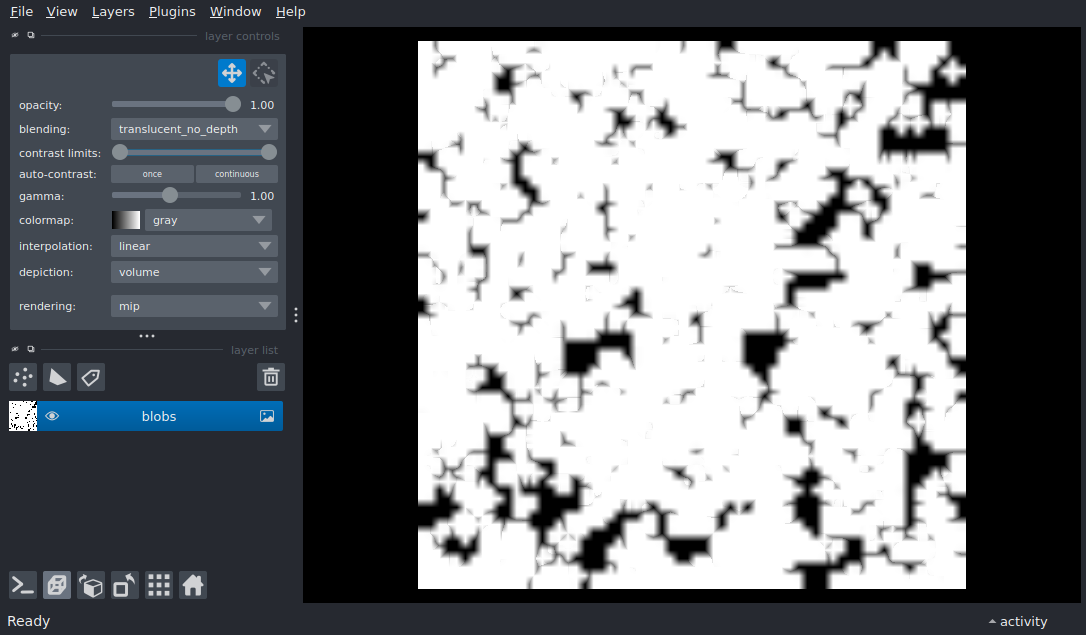 File View Layers Plugins Window Help
layer controls
opacity: 1.00
blending: translucent_no_depth
contrast limits:
auto-contrast: once continuous
gamma: 1.00
colormap: gray
interpolation: linear
depiction: volume
rendering: mip
layer list
blobs
Ready activity